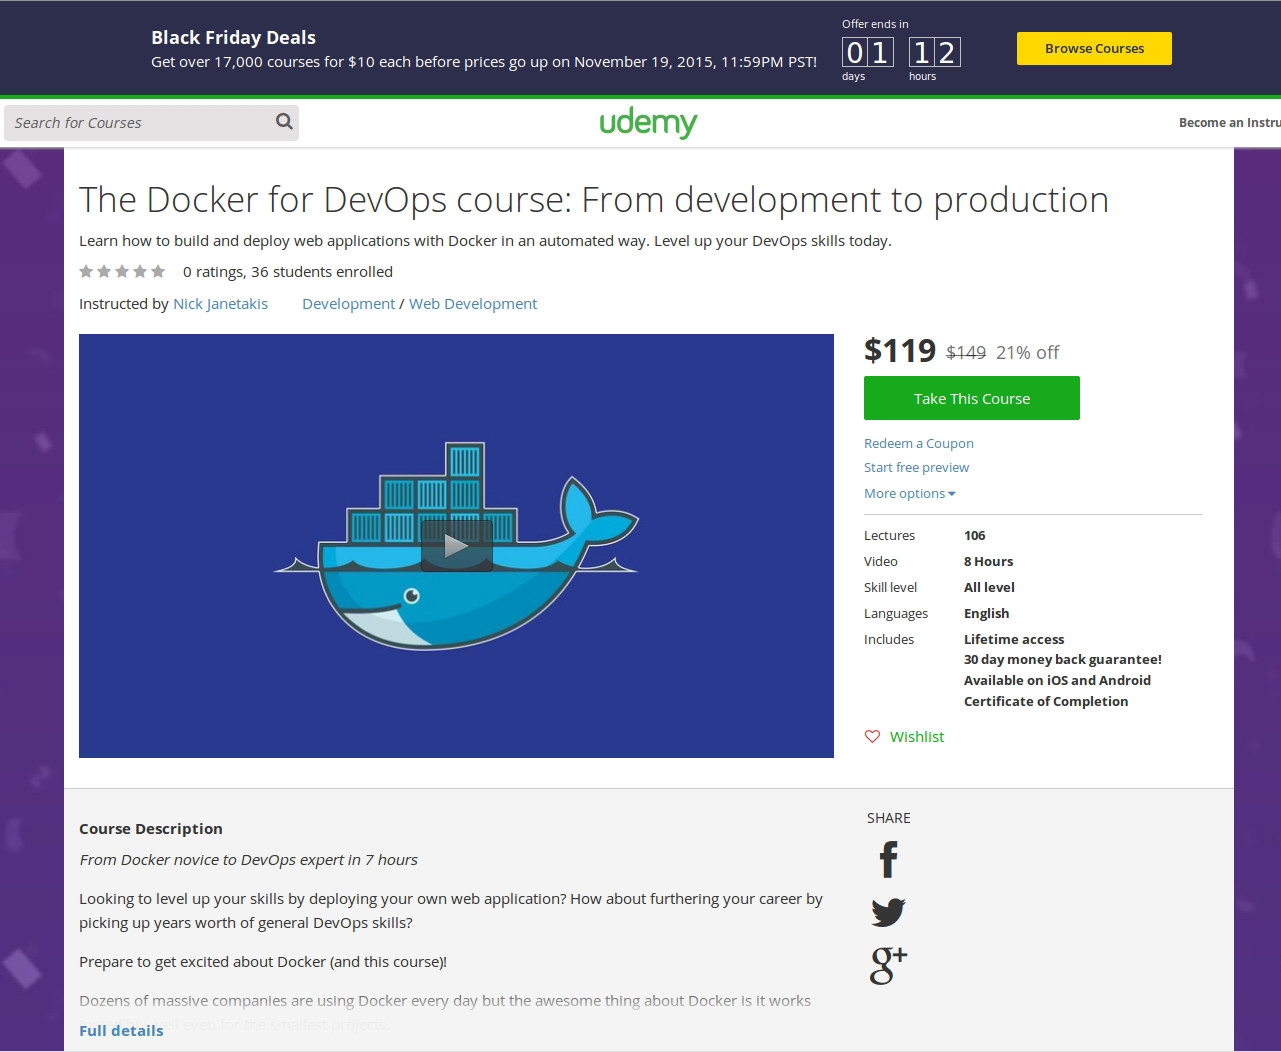 Black Friday Deals
Get over 17,000 courses for $10 each before prices go up on November 19, 2015, 11:59PM PST!
Offer ends in
01 12
days hours
Browse Courses
Search for Courses
udemy
Become an Instru
The Docker for DevOps course: From development to production
Learn how to build and deploy web applications with Docker in an automated way. Level up your DevOps skills today.
0 ratings, 36 students enrolled
Instructed by Nick Janetakis Development / Web Development
$119 $149 21% off
Take This Course
Redeem a Coupon
Start free preview
More options
Lectures 106
Video 8 Hours
Skill level All level
Languages English
Includes Lifetime access
30 day money back guarantee!
Available on iOS and Android
Certificate of Completion
Wishlist
Course Description
From Docker novice to DevOps expert in 7 hours
Looking to level up your skills by deploying your own web application? How about furthering your career by
picking up years worth of general DevOps skills?
Prepare to get excited about Docker (and this course)!
Dozens of massive companies are using Docker every day but the awesome thing about Docker is it works
even for the smallest projects.
Full details
SHARE
f
g+